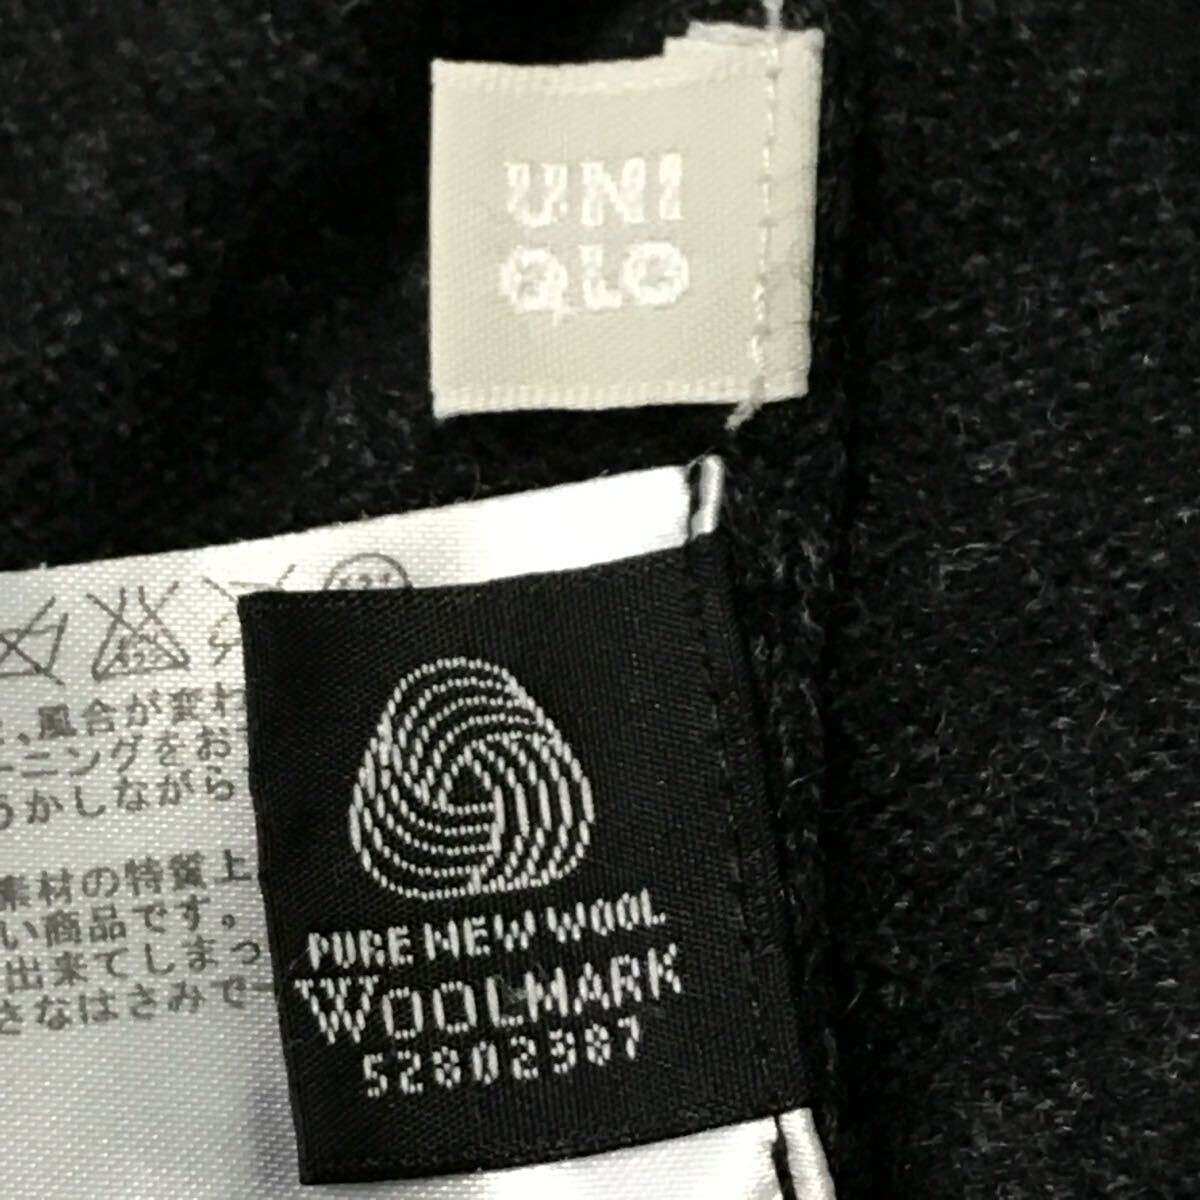 UNI
QLO
、風合が変わ
ーニングをお
うかしながら
素材の特質上
い商品です。
出来てしまっ
さなはさみで
PURE NEW WOOL
WOOLMARK
52802987